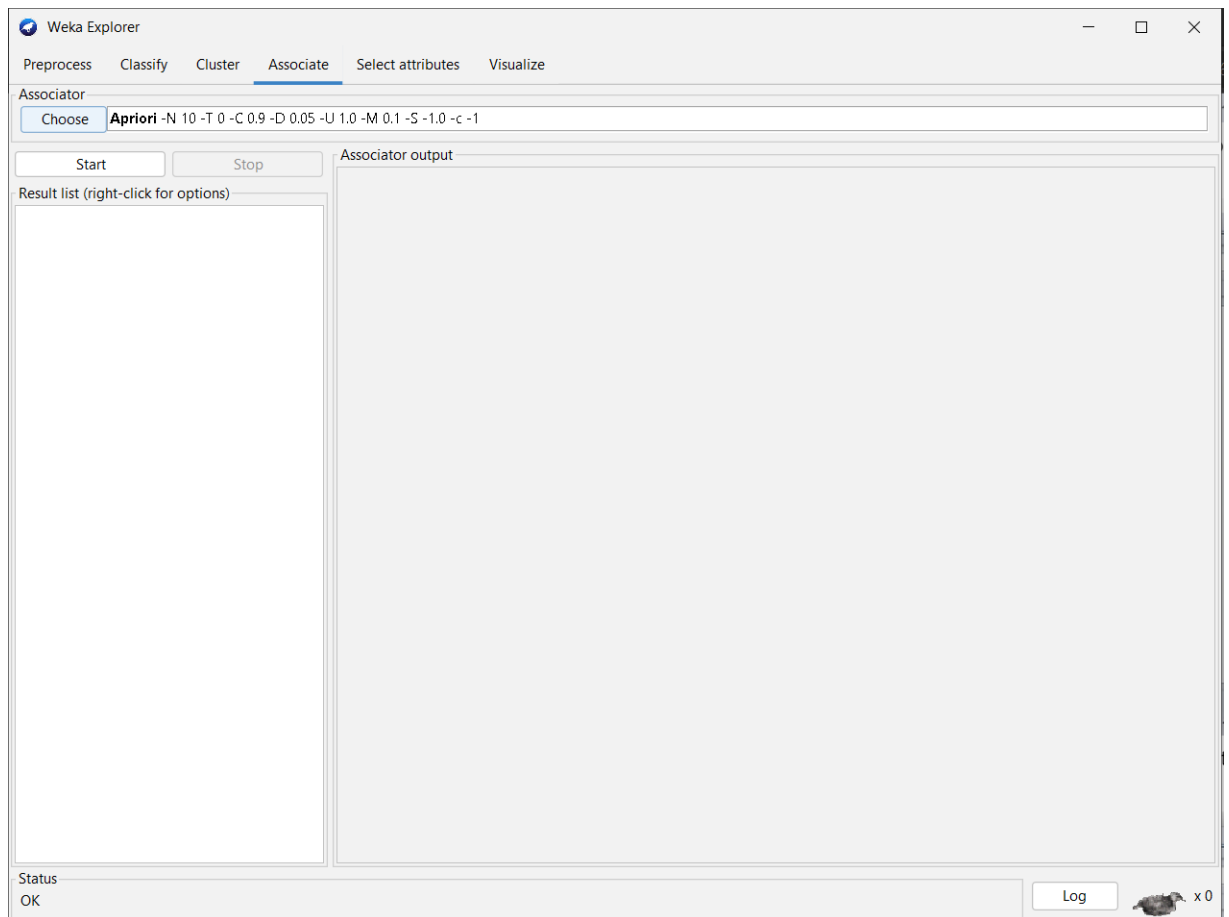 Weka Explorer
Preprocess Classify Cluster Associate Select attributes Visualize
Associator
Choose Apriori -N 10 -T 0 -C 0.9 -D 0.05 -U 1.0 -M 0.1 -S -1.0 -c -1
Start Stop
Associator output
Result list (right-click for options)
Status
OK
Log
x 0